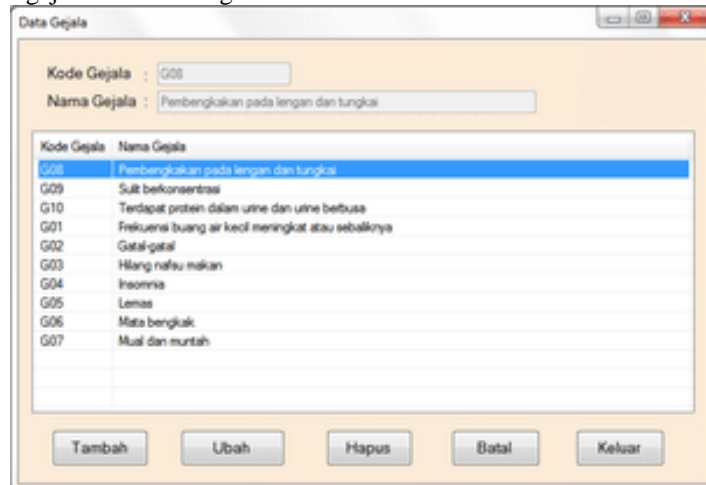 Data Gejala
Kode Gejala : G08
Nama Gejala : Pembengkakan pada lengan dan tungkai
Kode Gejala Nama Gejala
G08 Pembengkakan pada lengan dan tungkai
G09 Sulit berkonsentrasi
G10 Terdapat protein dalam urine dan urine berbusa
G01 Frekuensi buang air kecil meningkat atau sebaliknya
G02 Gatal-gatal
G03 Hilang nafsu makan
G04 Insomnia
G05 Lemas
G06 Mata bengkak
G07 Mual dan muntah
Tambah Ubah Hapus Batal Keluar